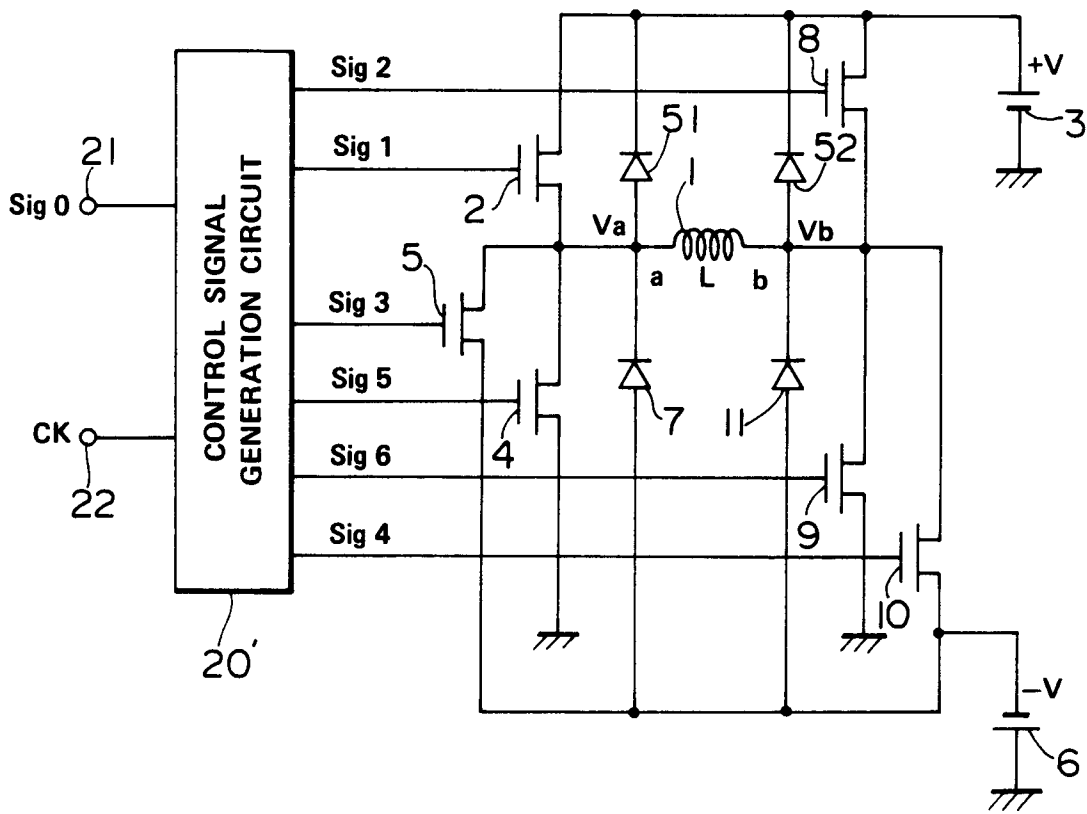 8
Sig 2
+V
3
51
52
21
Sig 1
1
Sig 0
2
Va
Vb
5
a
L
b
CONTROL SIGNAL
GENERATION CIRCUIT
Sig 3
Sig 5
7
11
CK
4
22
Sig 6
9
Sig 4
10
20'
−V
6